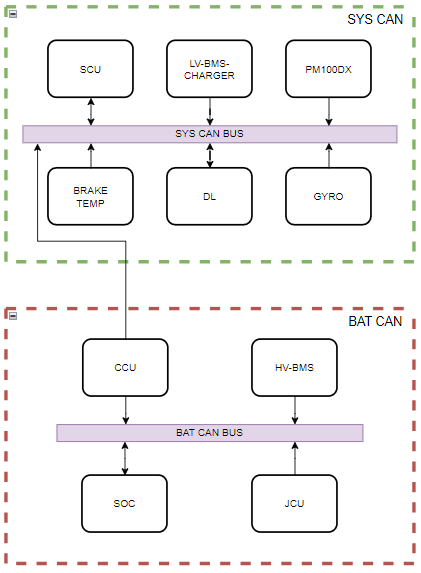 SYS CAN
SCU
LV-BMS-
CHARGER
PM100DX
SYS CAN BUS
BRAKE
TEMP
DL
GYRO
BAT CAN
CCU
HV-BMS
BAT CAN BUS
SOC
JCU